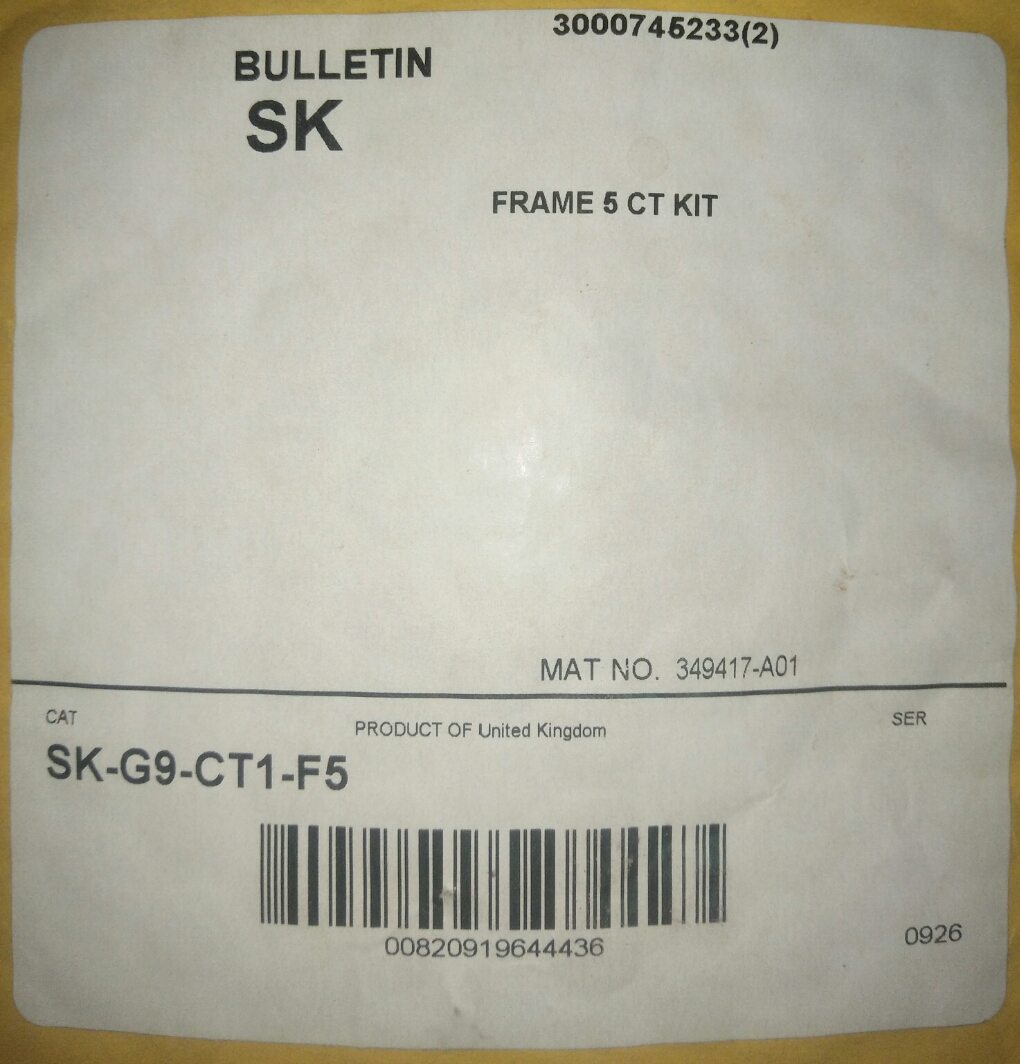 3000745233(2)
BULLETIN
SK
FRAME 5 CT KIT
MAT NO. 349417-A01
CAT
PRODUCT OF United Kingdom
SER
SK-G9-CT1-F5
00820919644436
0926